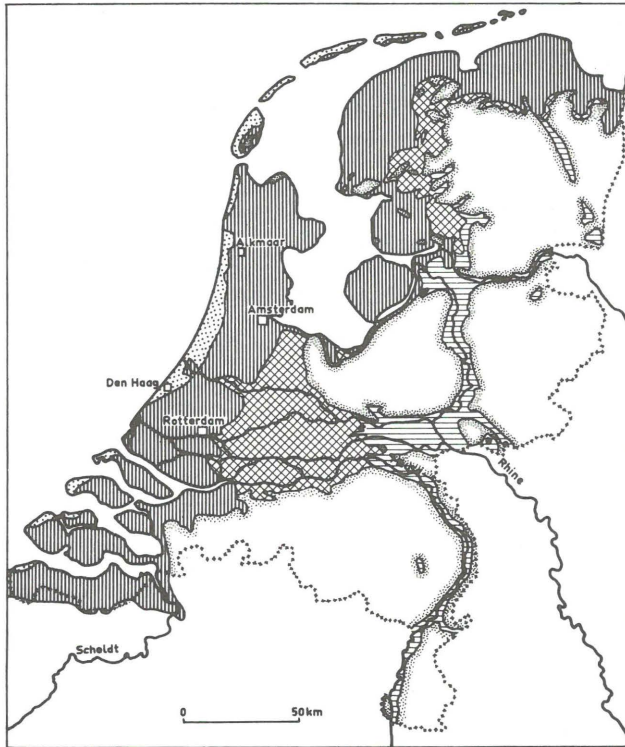 Alkmaar
Amsterdam
Den Haag
Rotterdam
Rhine
Scheldt
0 50km